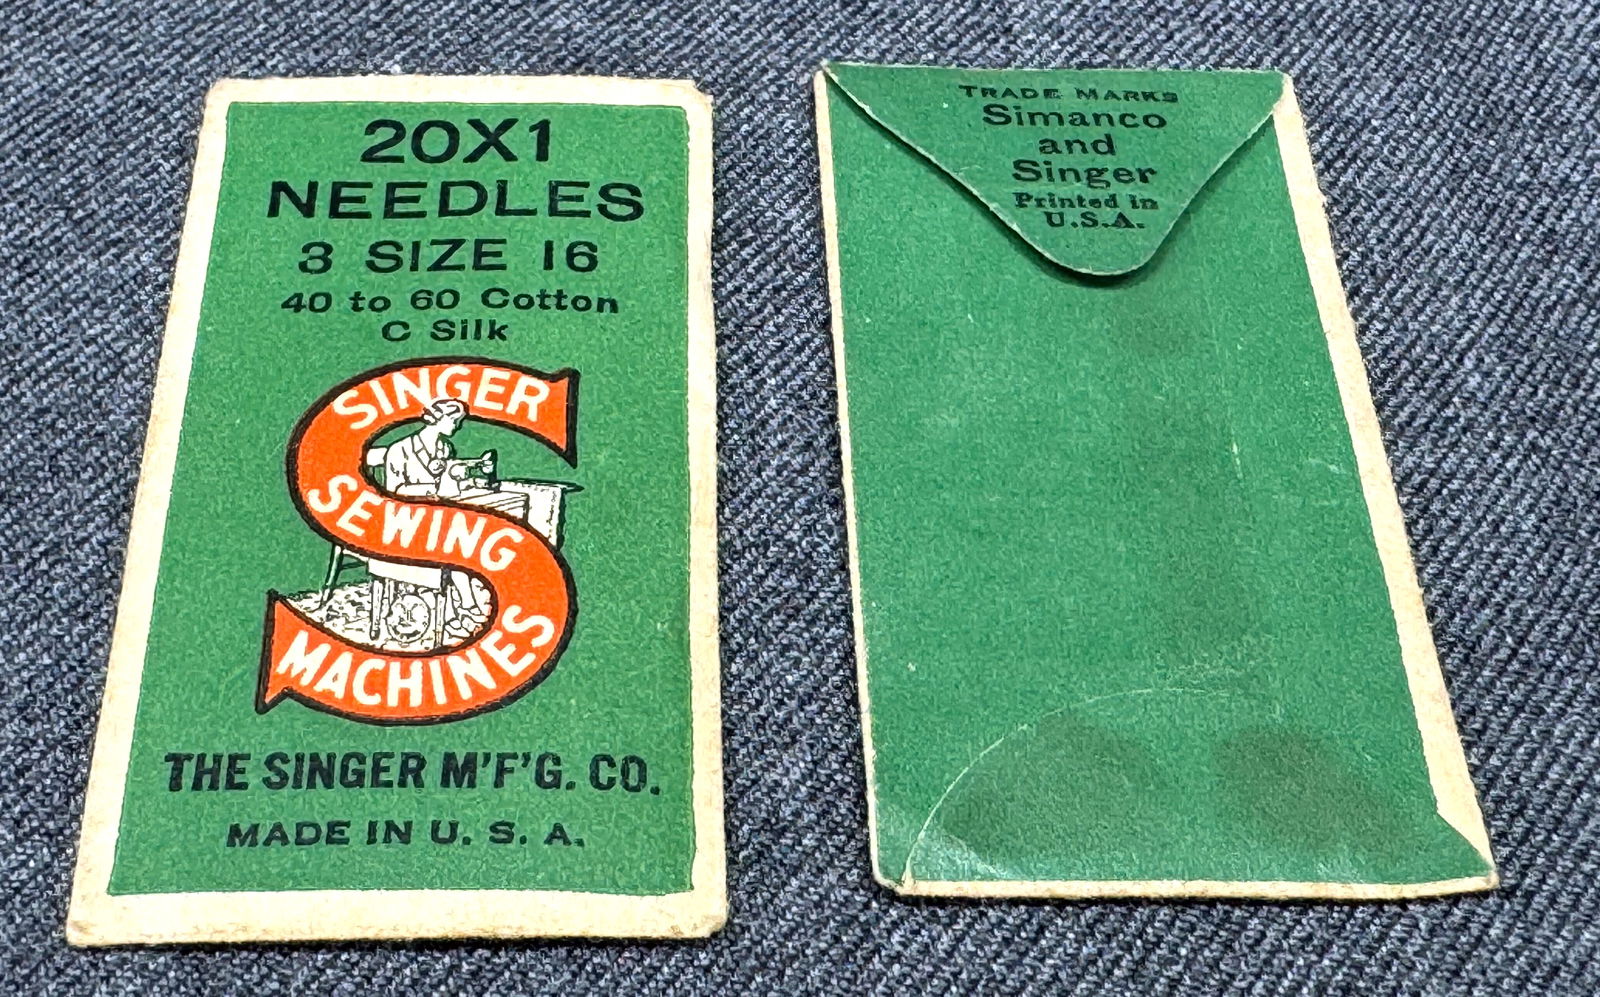 20X1
NEEDLES
3 SIZE 16
40 to 60 Cotton
C Silk
SINGER
SEWING
MACHINES
THE SINGER M'F'G. CO.
MADE IN U. S. A.
TRADE MARKS
Simanco
and
Singer
Printed in
U.S.A.